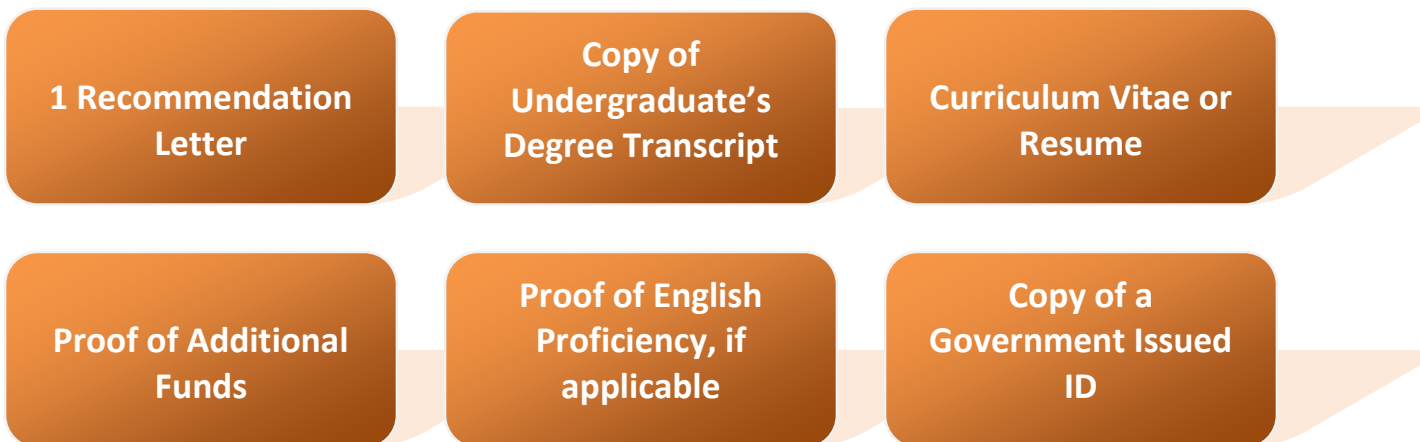 1 Recommendation
Letter
Copy of
Undergraduate’s
Degree Transcript
Curriculum Vitae or
Resume
Proof of Additional
Funds
Proof of English
Proficiency, if
applicable
Copy of a
Government Issued
ID